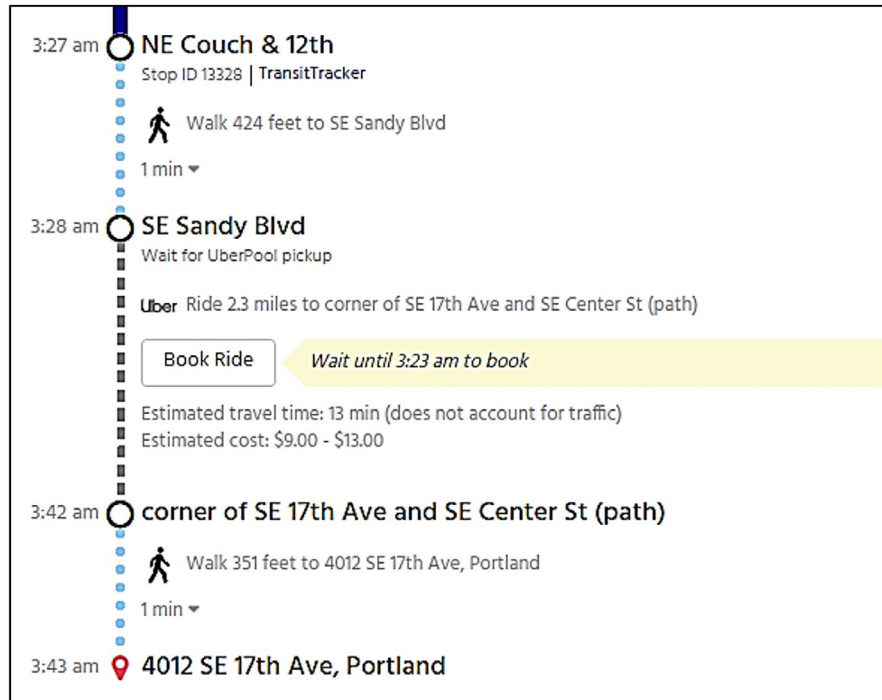 3:27 am NE Couch & 12th
Stop ID 13328 | TransitTracker
Walk 424 feet to SE Sandy Blvd
1 min
3:28 am SE Sandy Blvd
Wait for UberPool pickup
Uber Ride 2.3 miles to corner of SE 17th Ave and SE Center St (path)
Book Ride Wait until 3:23 am to book
Estimated travel time: 13 min (does not account for traffic)
Estimated cost: $9.00 - $13.00
3:42 am corner of SE 17th Ave and SE Center St (path)
Walk 351 feet to 4012 SE 17th Ave, Portland
1 min
3:43 am 4012 SE 17th Ave, Portland